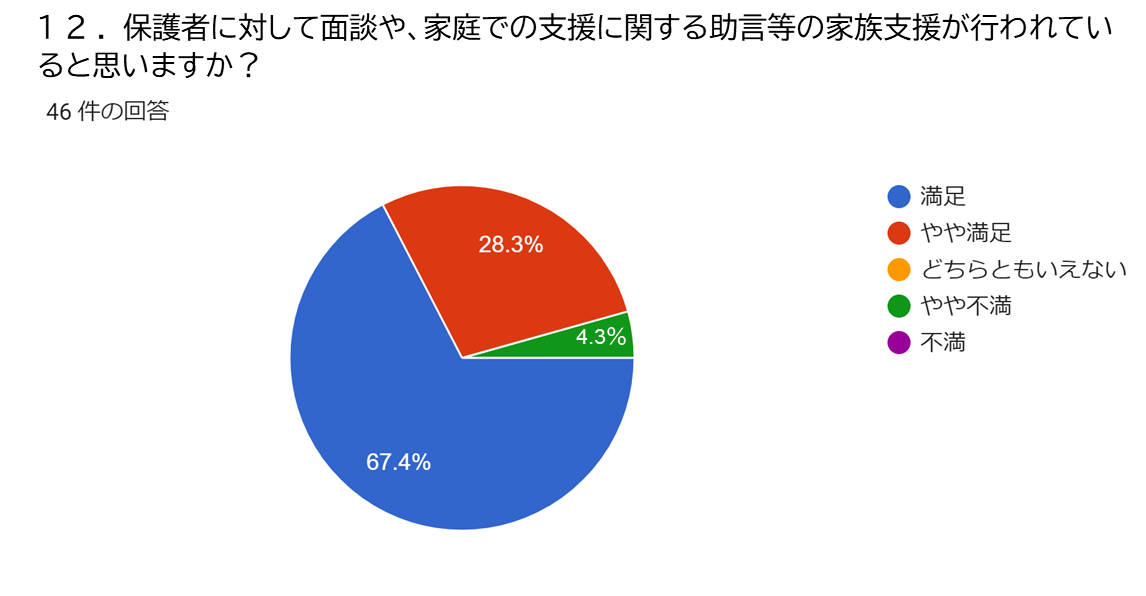 １２．保護者に対して面談や、家庭での支援に関する助言等の家族支援が行われてい
ると思いますか？
46 件の回答
満足
やや満足
どちらともいえない
やや不満
不満
28.3%
4.3%
67.4%